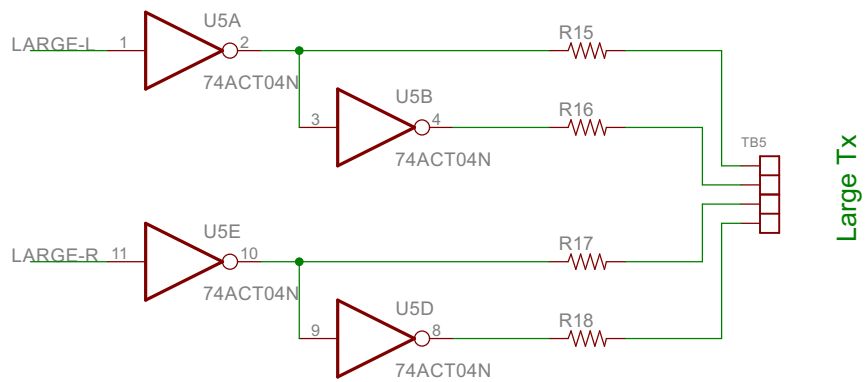 U5A
R15
LARGE-L
1
2
74ACT04N
U5B
R16
3
4
74ACT04N
TB5
Large Tx
U5E
R17
LARGE-R
11
10
74ACT04N
U5D
R18
9
8
74ACT04N